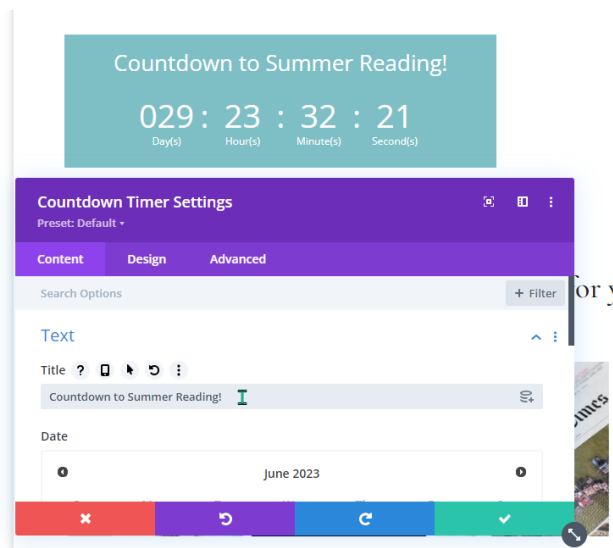 Countdown to Summer Reading!
029 : 23 : 32 : 21
Day(s) Hour(s) Minute(s) Second(s)
Countdown Timer Settings
Preset: Default
Content Design Advanced
Search Options + Filter
for
Text
Title ?
Countdown to Summer Reading!
Date
June 2023